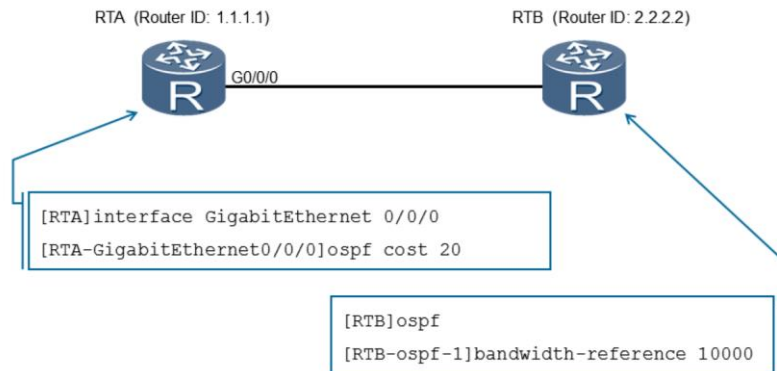 RTA (Router ID: 1.1.1.1)
RTB (Router ID: 2.2.2.2)
R
G0/0/0
R
[RTA]interface GigabitEthernet 0/0/0
[RTA-GigabitEthernet0/0/0]ospf cost 20
[RTB]ospf
[RTB-ospf-1]bandwidth-reference 10000